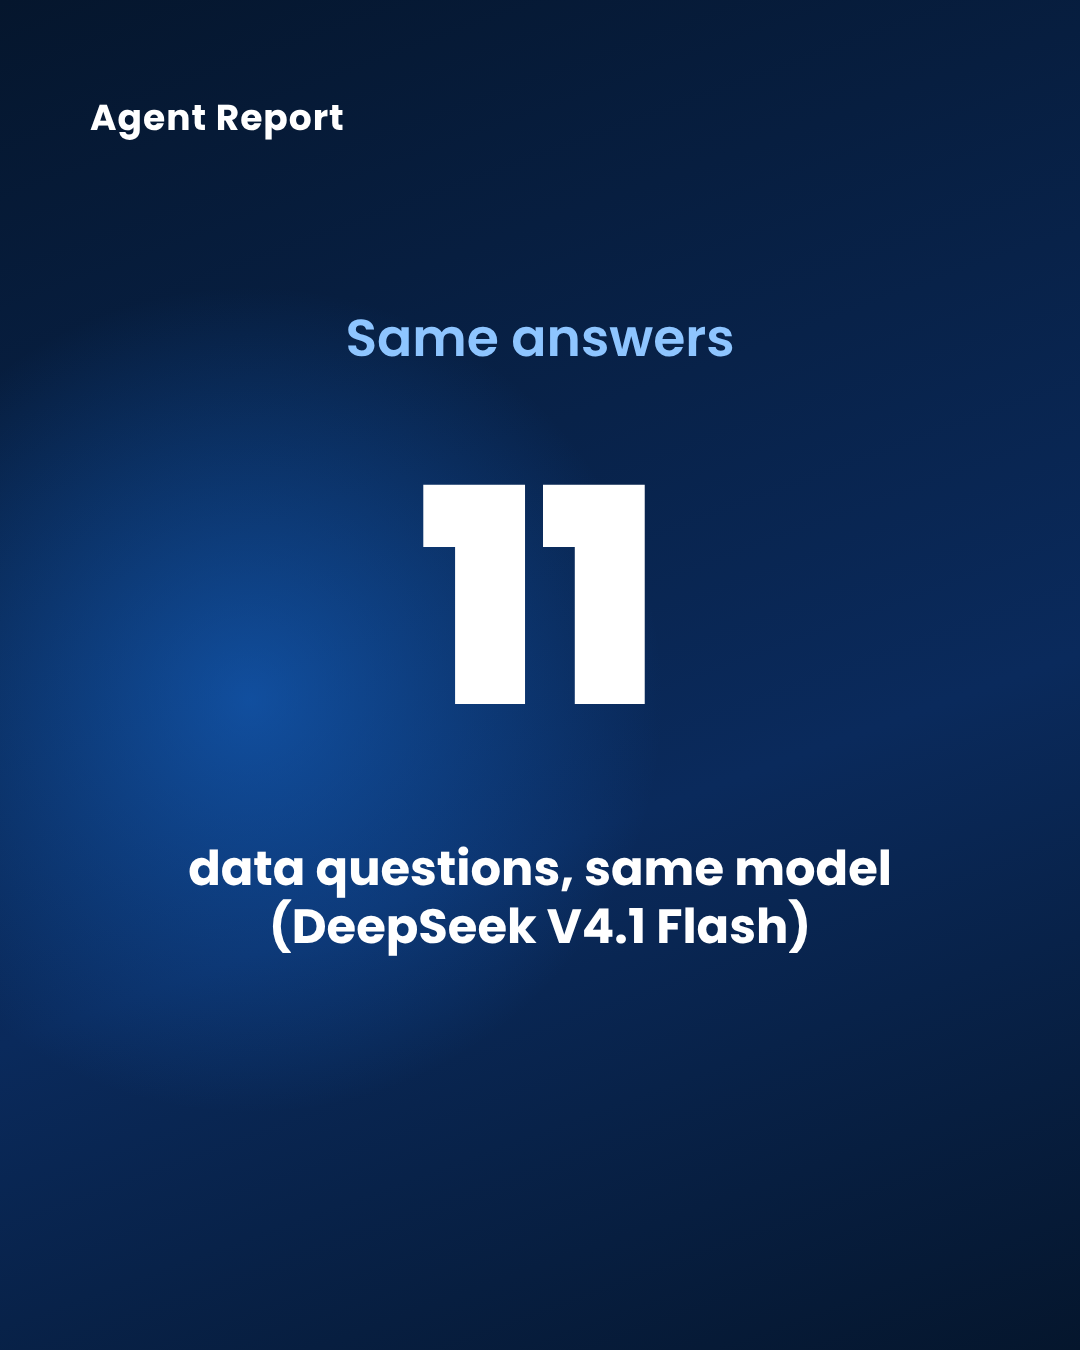 Agent Report
Same answers
11
data questions, same model
(DeepSeek V4.1 Flash)